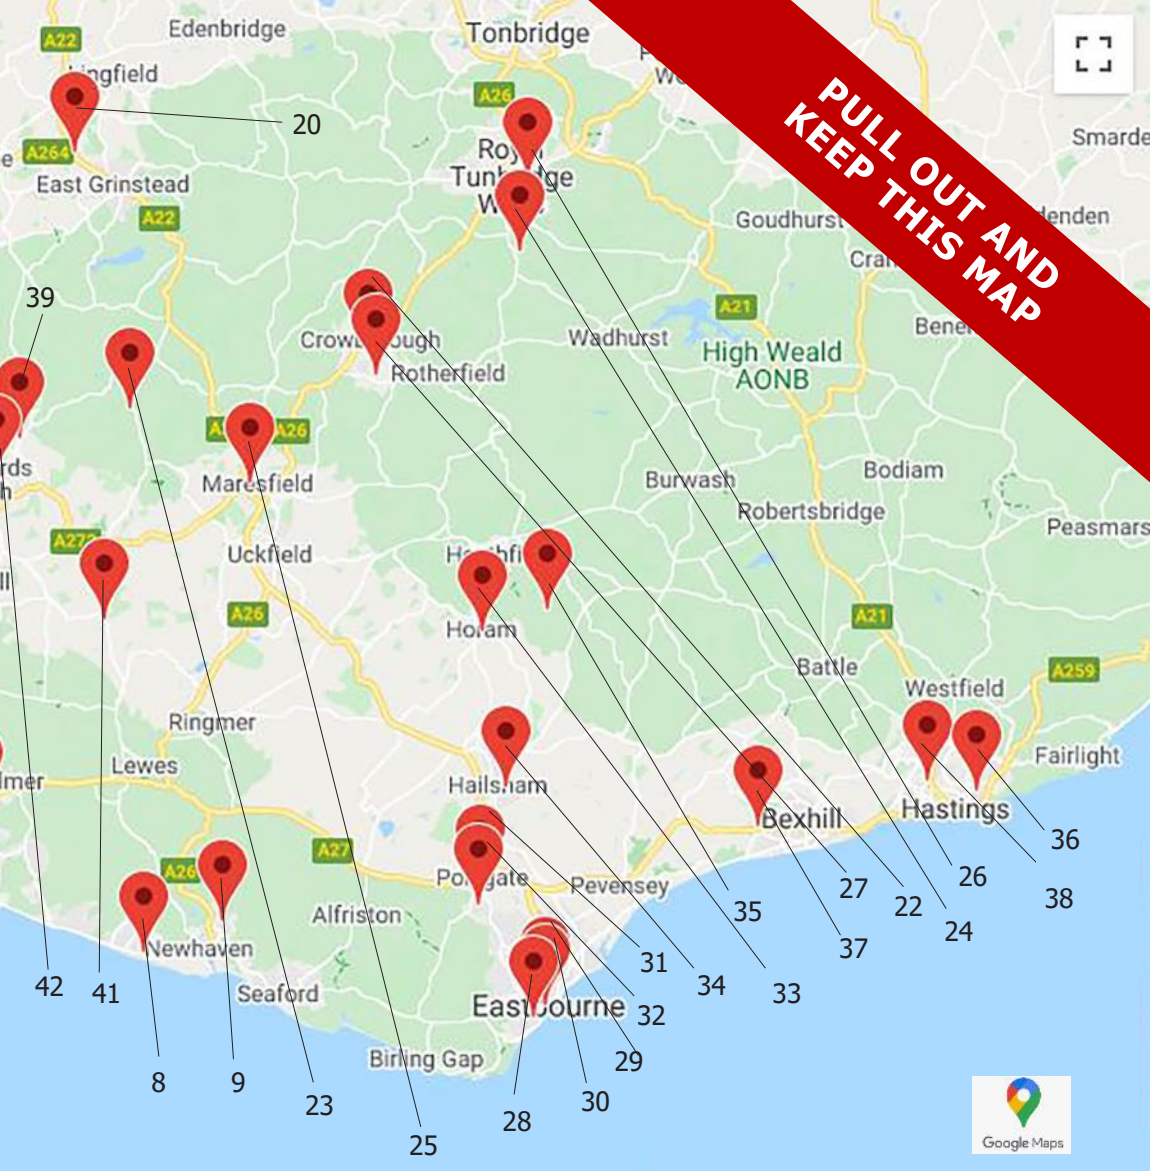 Edenbridge
Tonbridge
A22
Lingfield
A26
20
Smarde
A264
East Grinstead
Royal
Tunbridge
A22
Goudhurst
PULL OUT AND
KEEP THIS MAP
39
A21
Crowborough
Wadhurst
High Weald
AONB
Rotherfield
A26
Maresfield
Burwash
Bodiam
Robertsbridge
Peasmars
A272
Uckfield
A26
Horam
A21
Battle
A259
Westfield
Ringmer
Lewes
Fairlight
Hailsham
Bexhill
Hastings
36
A27
A26
Polegate
Pevensey
27
26
38
22
35
Alfriston
24
37
Newhaven
31
42
41
Seaford
34
33
Eastbourne
32
Birling Gap
29
8
9
23
28
30
25
Google Maps